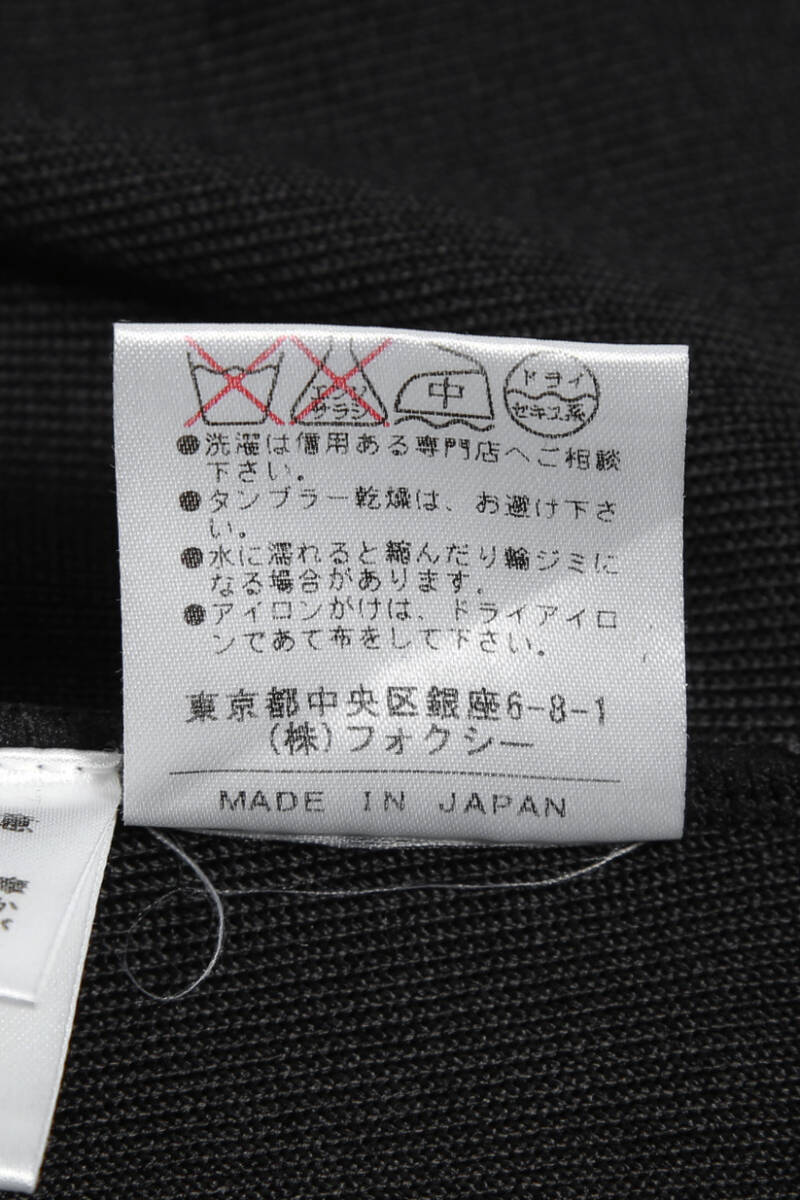 エンソ
サラシ
中
ドライ
セキユ系
●洗濯は信用ある専門店へご相談
下さい。
●タンブラー乾燥は、お避け下さ
い。
●水に濡れると縮んだり輪ジミに
なる場合があります。
●アイロンがけは、ドライアイロ
ンであて布をして下さい。
東京都中央区銀座6-8-1
(株)フォクシー
MADE IN JAPAN